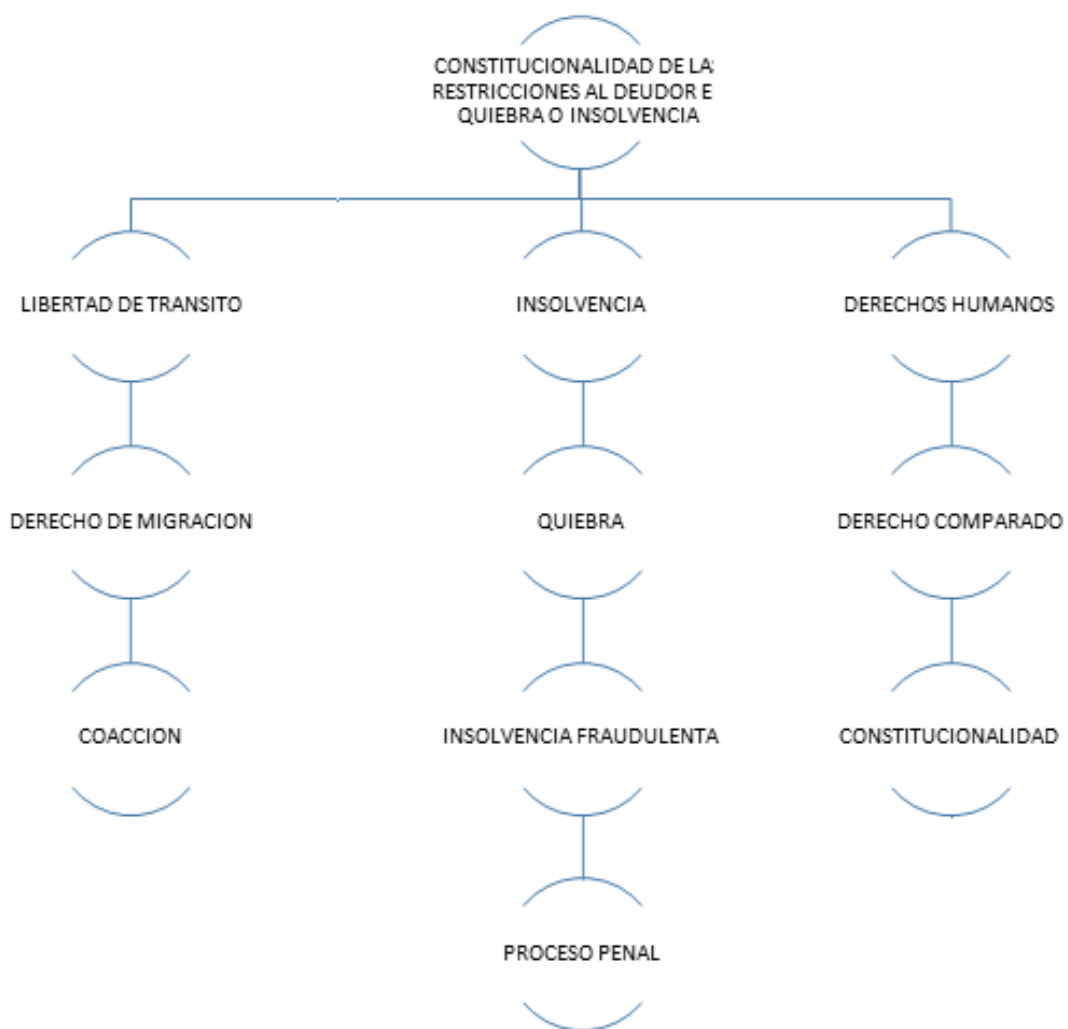 CONSTITUCIONALIDAD DE LA
RESTRICCIONES AL DEUDOR E
QUIEBRA O INSOLVENCIA
LIBERTAD DE TRANSITO
INSOLVENCIA
DERECHOS HUMANOS
DERECHO DE MIGRACION
QUIEBRA
DERECHO COMPARADO
COACCION
INSOLVENCIA FRAUDULENTA
CONSTITUCIONALIDAD
PROCESO PENAL